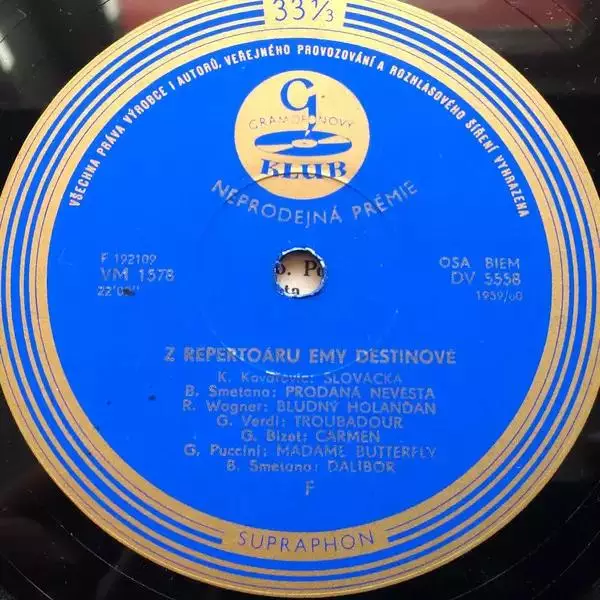 33 1/3
VŠECHNA PRÁVA VÝROBCE I AUTORŮ, VEŘEJNÉHO PROVOZOVÁNÍ A ROZHLASOVÉHO ŠÍŘENÍ VYHRAZENA
G
GRAMOFONOVÝ
KLUB
NEPRODEJNÁ PRÉMIE
F 192109
VM 1578
OSA BIEM
DV 5558
1959/60
Z REPERTOÁRU EMY DESTINOVÉ
K. Kovařovic: SLOVÁCKÁ
B. Smetana: PRODANÁ NEVĚSTA
R. Wagner: BLUDNÝ HOLANĎAN
G. Verdi: TROUBADOUR
G. Bizet: CARMEN
G. Puccini: MADAME BUTTERFLY
B. Smetana: DALIBOR
F
SUPRAPHON